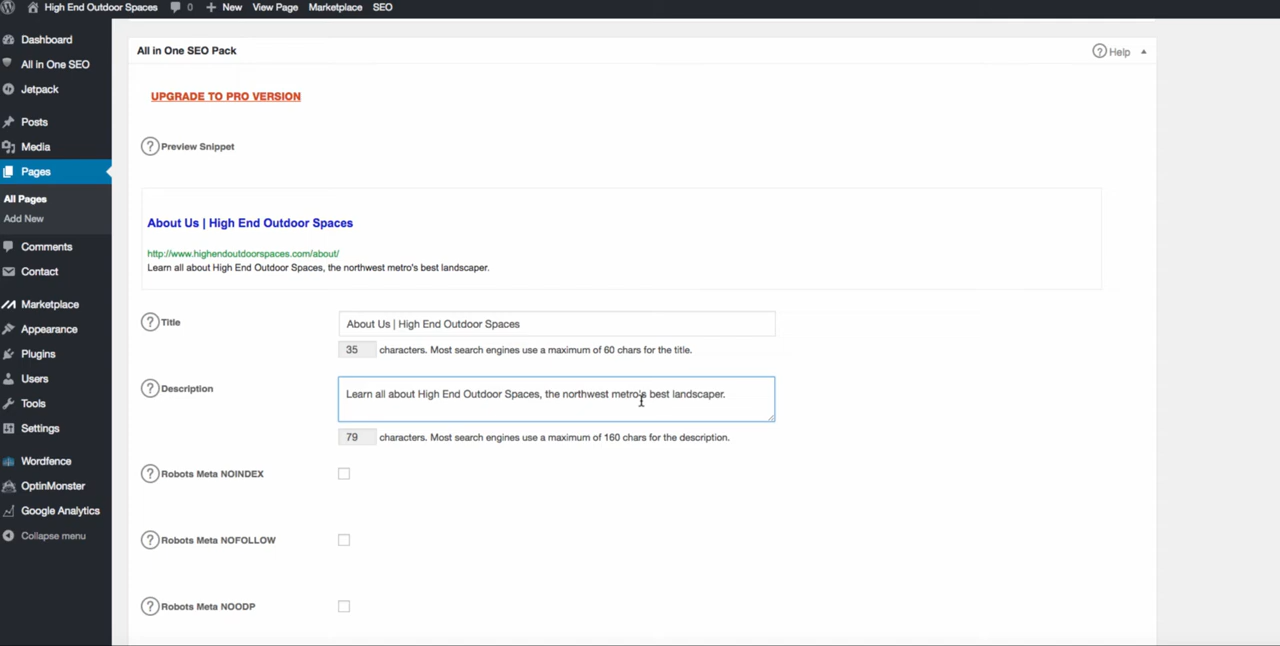 High End Outdoor Spaces 0 + New View Page Marketplace SEO
Dashboard
All in One SEO
Jetpack
Posts
Media
Pages
All Pages
Add New
Comments
Contact
Marketplace
Appearance
Plugins
Users
Tools
Settings
Wordfence
OptinMonster
Google Analytics
Collapse menu
All in One SEO Pack
? Help
UPGRADE TO PRO VERSION
? Preview Snippet
About Us | High End Outdoor Spaces
http://www.highendoutdoorspaces.com/about/
Learn all about High End Outdoor Spaces, the northwest metro's best landscaper.
? Title
About Us | High End Outdoor Spaces
35 characters. Most search engines use a maximum of 60 chars for the title.
? Description
Learn all about High End Outdoor Spaces, the northwest metro's best landscaper.
79 characters. Most search engines use a maximum of 160 chars for the description.
? Robots Meta NOINDEX
? Robots Meta NOFOLLOW
? Robots Meta NOODP